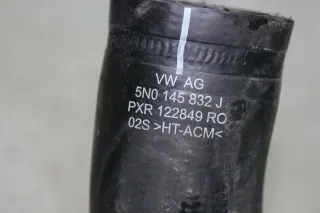 VW AG
5N0 145 832 J
PXR 122849 RO
02S >HT-ACM<